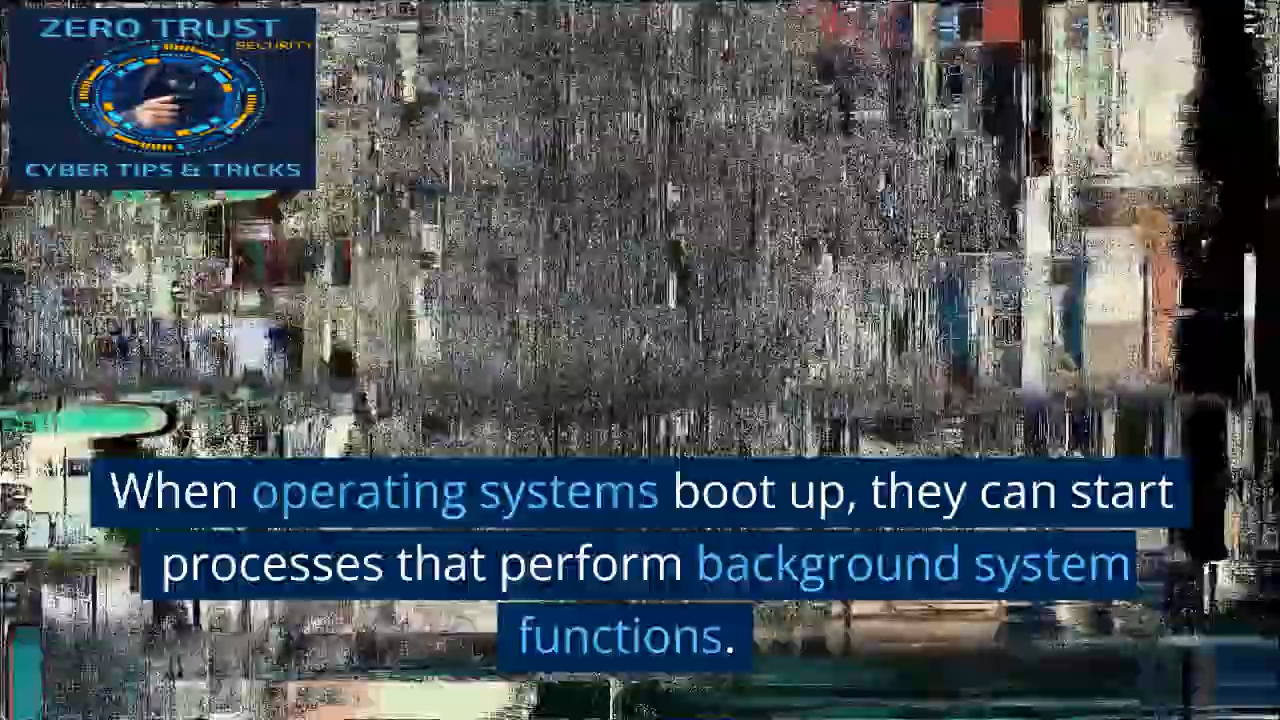 ZERO TRUST
SECURITY
CYBER TIPS & TRICKS
When operating systems boot up, they can start
processes that perform background system
functions.